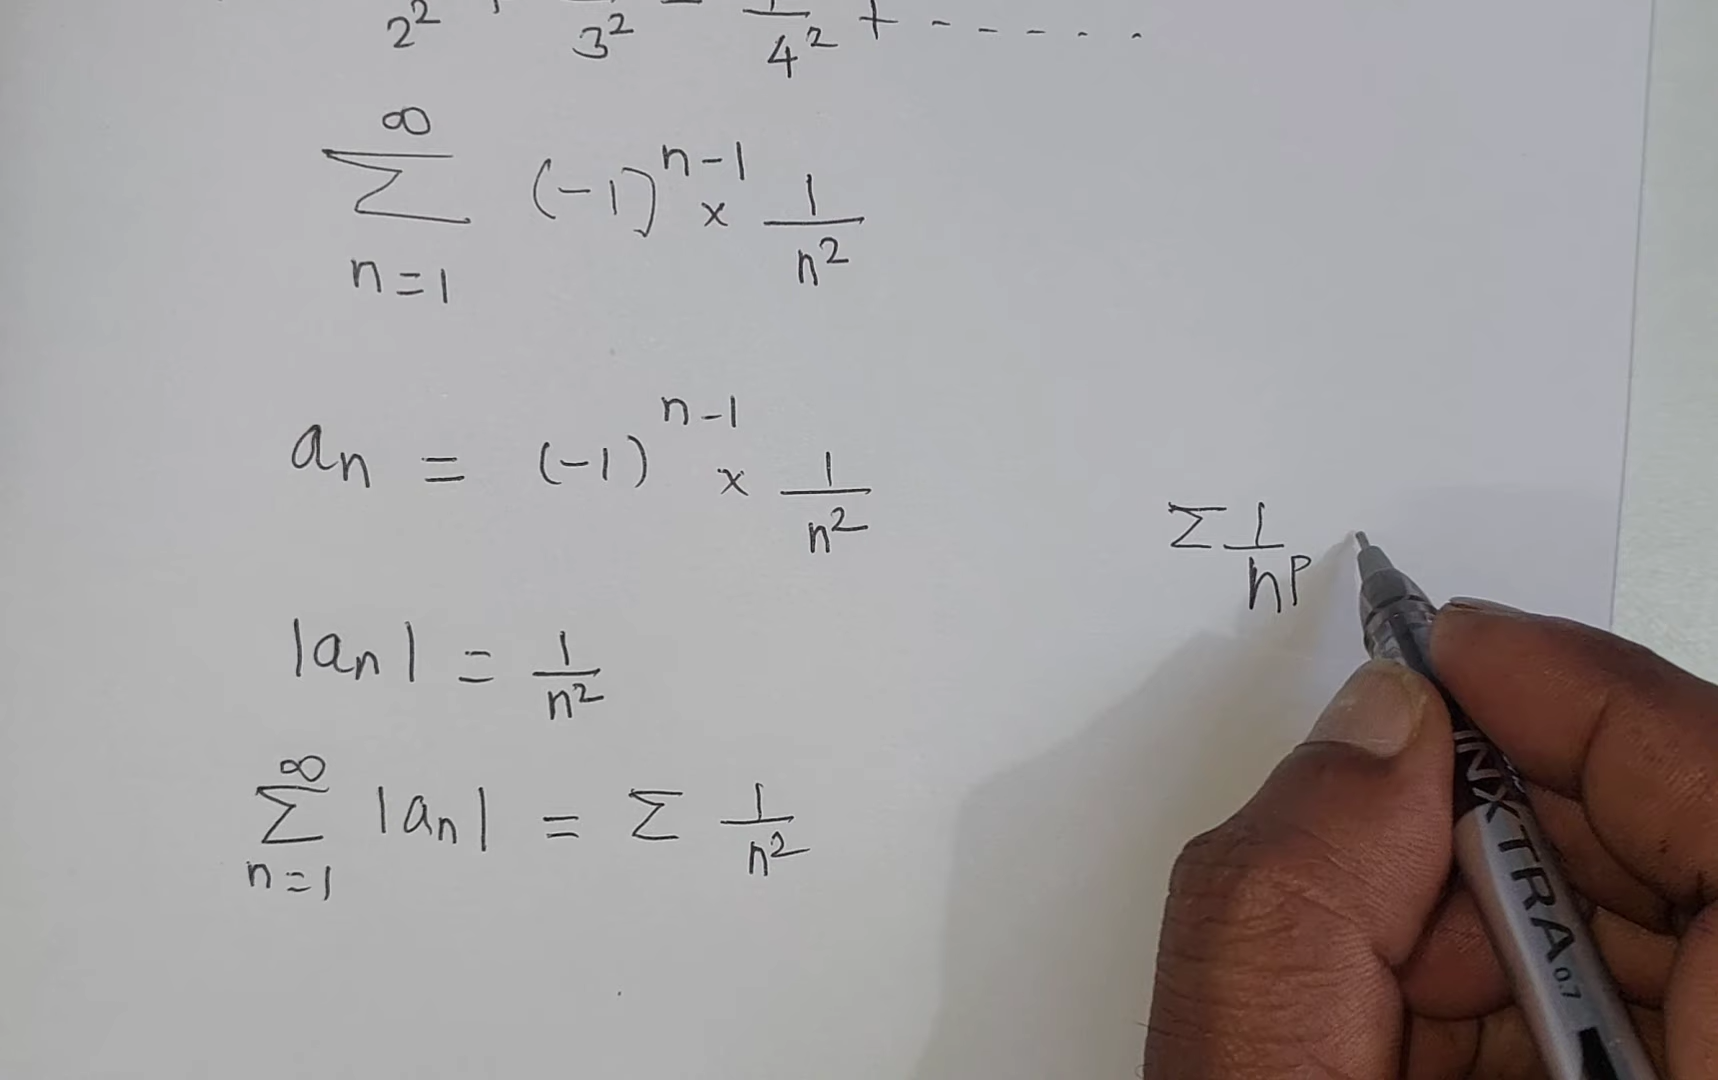 2² 3² – 1/4² + - - - - - .
∞
Σ (-1)ⁿ⁻¹ × 1/n²
n=1
aₙ = (-1)ⁿ⁻¹ × 1/n²
Σ 1/nᵖ
|aₙ| = 1/n²
∞
Σ |aₙ| = Σ 1/n²
n=1
INXTRA 0.7